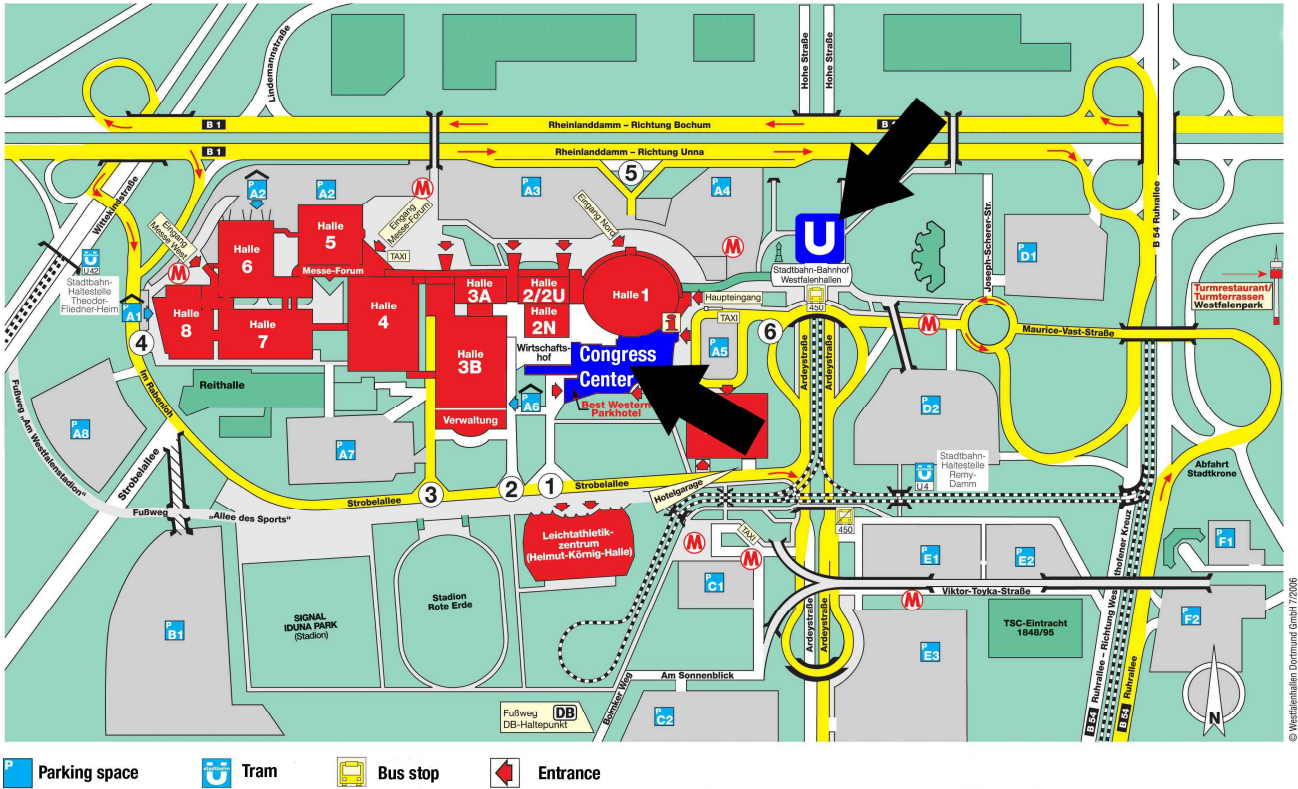 Lindemannstraße
Hohe Straße
Hohe Straße
B 1
Rheinlanddamm – Richtung Bochum
B 1
Rheinlanddamm – Richtung Unna
Wittekindstraße
5
P A2
P A2
M
P A3
P A4
B 54 Ruhrallee
Eingang
Messe West
Eingang
Messe-Forum
Eingang Nord
Halle
6
Halle
5
TAXI
M
U
Joseph-Scherer-Str.
P D1
U42
Stadtbahn-
Haltestelle
Theodor-
Fliedner-Heim
M
Messe-Forum
Stadtbahn-Bahnhof
Westfalenhallen
Turmrestaurant/
Turmterrassen
Westfalenpark
P A1
Halle
8
Halle
7
Halle
4
Halle
3A
Halle
2/2U
Halle
2N
Halle 1
Haupteingang
i
TAXI
450
6
M
Maurice-Vast-Straße
4
Halle
3B
Wirtschafts-
hof
Congress
Center
P A5
Ardeystraße
Ardeystraße
Im Rabenloh
Reithalle
P A6
Best Western
Parkhotel
P D2
Fußweg „Am Westfalenstadion“
P A8
Verwaltung
P A7
Strobelallee
Stadtbahn-
Haltestelle
Remy-
Damm
U4
Abfahrt
Stadtkrone
Strobelallee
3
2
1
Strobelallee
Hotelgarage
Fußweg
„Allee des Sports“
Leichtathletik-
zentrum
(Helmut-Körnig-Halle)
M
TAXI
M
450
P E1
P E2
P F1
P C1
Viktor-Toyka-Straße
M
P B1
SIGNAL
IDUNA PARK
(Stadion)
Stadion
Rote Erde
Ardeystraße
Ardeystraße
TSC-Eintracht
1848/95
P F2
P E3
Am Sonnenblick
B 54 Ruhrallee – Richtung Westhofener Kreuz
B 54 Ruhrallee
Fußweg DB
DB-Haltepunkt
P C2
N
© Westfalenhallen Dortmund GmbH 7/2006
P Parking space
stadtbahn U Tram
Bus stop
Entrance